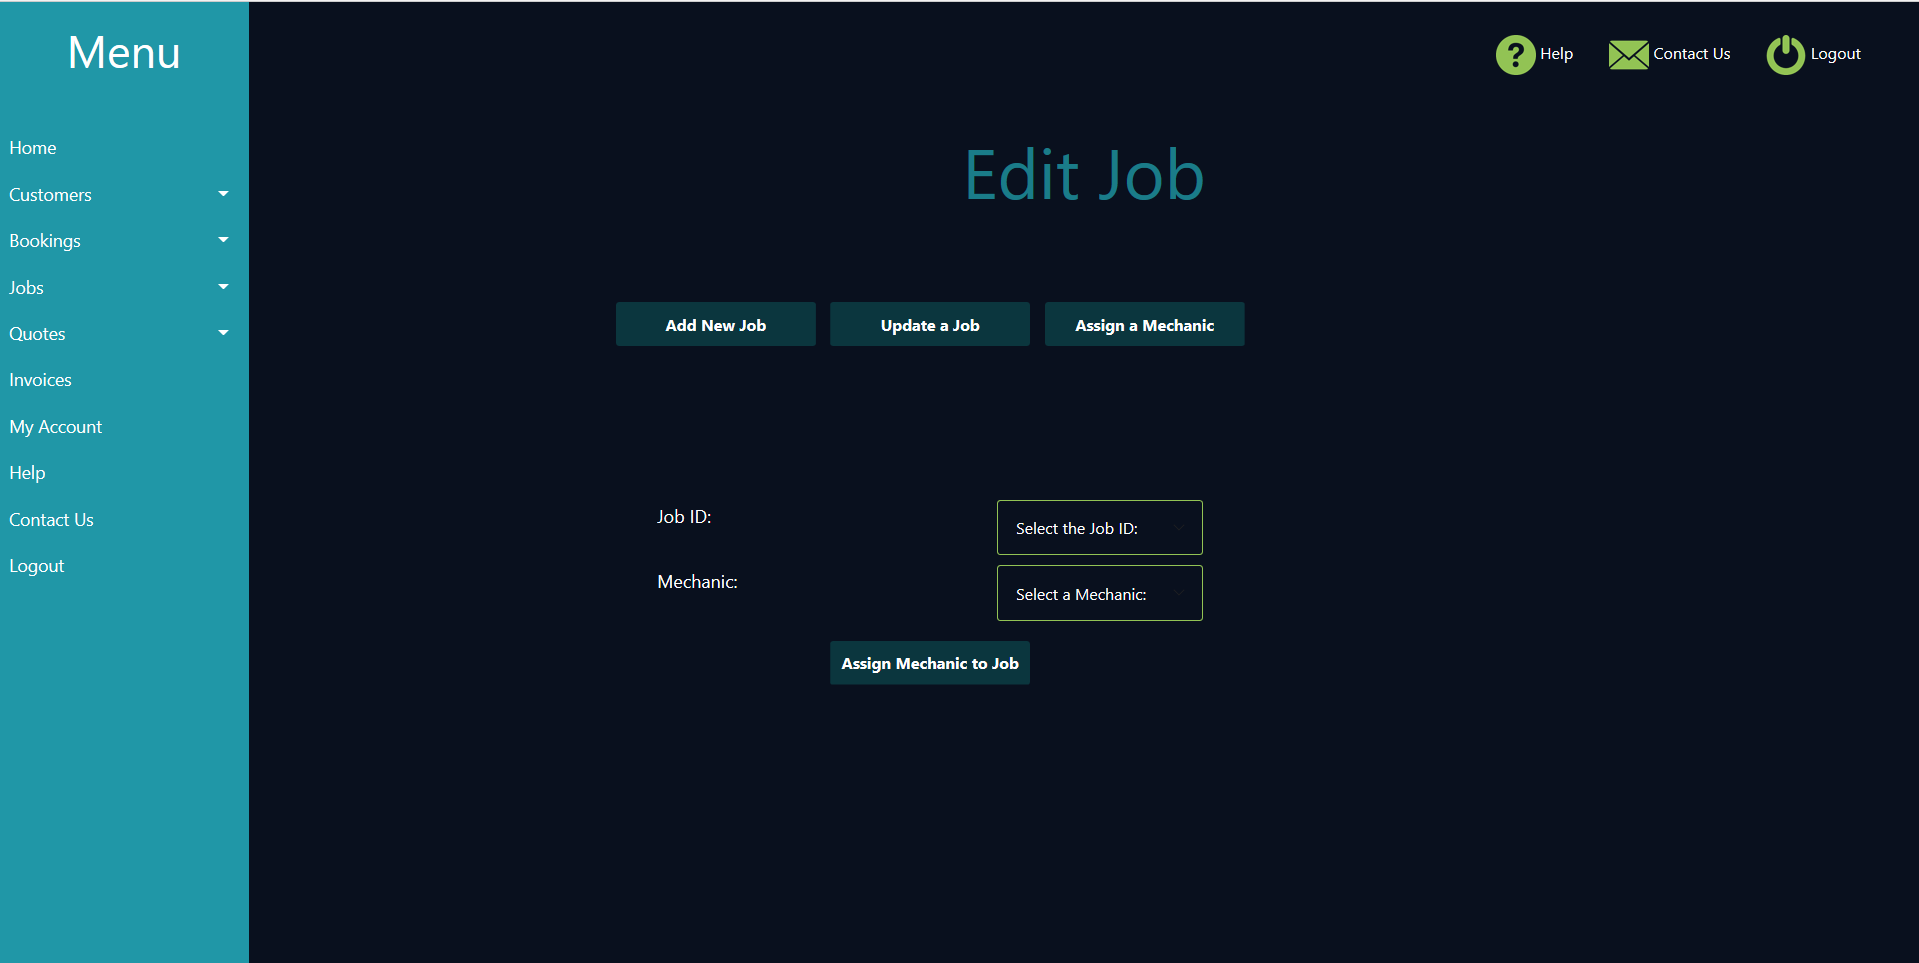 Menu
Help
Contact Us
Logout
Home
Customers
Bookings
Jobs
Quotes
Invoices
My Account
Help
Contact Us
Logout
Edit Job
Add New Job
Update a Job
Assign a Mechanic
Job ID:
Select the Job ID:
Mechanic:
Select a Mechanic:
Assign Mechanic to Job